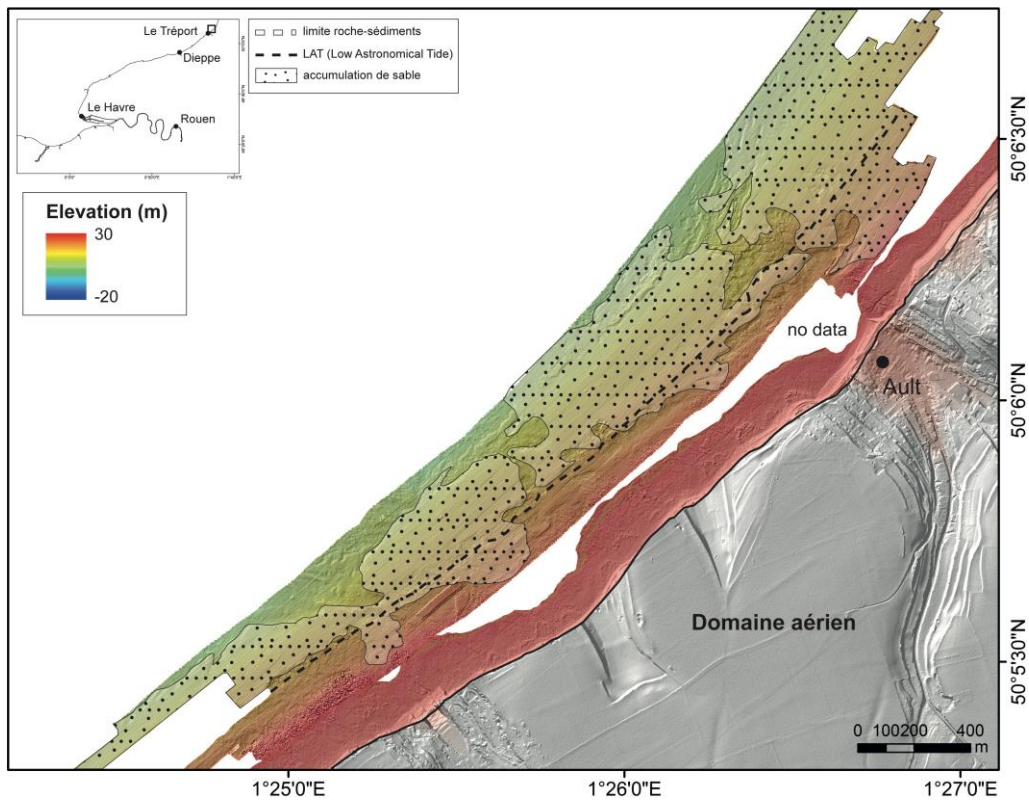 Le Tréport
Dieppe
Le Havre
Rouen
limite roche-sédiments
LAT (Low Astronomical Tide)
accumulation de sable
Elevation (m)
30
-20
no data
Ault
Domaine aérien
50°6'30"N
50°6'0"N
50°5'30"N
0 100200 400
m
1°25'0"E
1°26'0"E
1°27'0"E